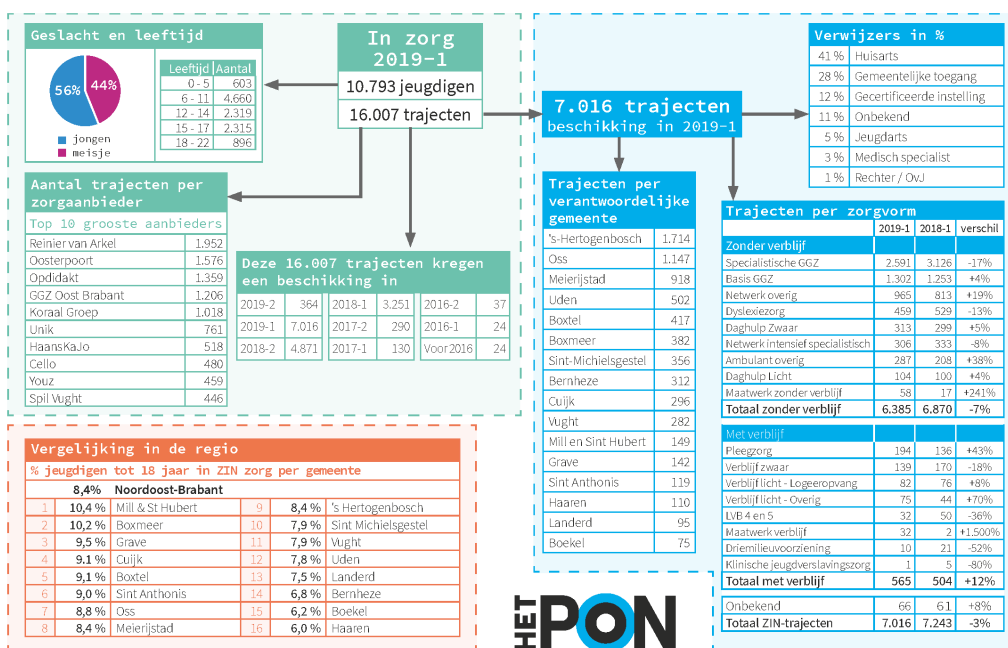 Geslacht en leeftijd
56%
44%
jongen
meisje
Leeftijd Aantal
0 - 5 603
6 - 11 4.660
12 - 14 2.319
15 - 17 2.315
18 - 22 896
In zorg
2019-1
10.793 jeugdigen
16.007 trajecten
Aantal trajecten per
zorgaanbieder
Top 10 grooste aanbieders
Reinier van Arkel 1.952
Oosterpoort 1.576
Opdidakt 1.359
GGZ Oost Brabant 1.206
Koraal Groep 1.018
Unik 761
HaansKaJo 518
Cello 480
Youz 459
Spil Vught 446
Deze 16.007 trajecten kregen
een beschikking in
2019-2 364 2018-1 3.251 2016-2 37
2019-1 7.016 2017-2 290 2016-1 24
2018-2 4.871 2017-1 130 Voor2016 24
7.016 trajecten
beschikking in 2019-1
Verwijzers in %
41 % Huisarts
28 % Gemeentelijke toegang
12 % Gecertificeerde instelling
11 % Onbekend
5 % Jeugdarts
3 % Medisch specialist
1 % Rechter / OvJ
Trajecten per
verantwoordelijke
gemeente
's-Hertogenbosch 1.714
Oss 1.147
Meierijstad 918
Uden 502
Boxtel 417
Boxmeer 382
Sint-Michielsgestel 356
Bernheze 312
Cuijk 296
Vught 282
Mill en Sint Hubert 149
Grave 142
Sint Anthonis 119
Haaren 110
Landerd 95
Boekel 75
Trajecten per zorgvorm
2019-1 2018-1 verschil
Zonder verblijf
Specialistische GGZ 2.591 3.126 -17%
Basis GGZ 1.302 1.253 +4%
Netwerk overig 965 813 +19%
Dyslexiezorg 459 529 -13%
Daghulp Zwaar 313 299 +5%
Netwerk intensief specialistisch 306 333 -8%
Ambulant overig 287 208 +38%
Daghulp Licht 104 100 +4%
Maatwerk zonder verblijf 58 17 +241%
Totaal zonder verblijf 6.385 6.870 -7%
Met verblijf
Pleegzorg 194 136 +43%
Verblijf zwaar 139 170 -18%
Verblijf licht - Logeeropvang 82 76 +8%
Verblijf licht - Overig 75 44 +70%
LVB 4 en 5 32 50 -36%
Maatwerk verblijf 32 2 +1.500%
Driemilieuvoorziening 10 21 -52%
Klinische jeugdverslavingszorg 1 5 -80%
Totaal met verblijf 565 504 +12%
Onbekend 66 61 +8%
Totaal ZIN-trajecten 7.016 7.243 -3%
Vergelijking in de regio
% jeugdigen tot 18 jaar in ZIN zorg per gemeente
8,4% Noordoost-Brabant
1 10,4 % Mill & St Hubert 9 8,4 % 's Hertogenbosch
2 10,2 % Boxmeer 10 7,9 % Sint Michielsgestel
3 9,5 % Grave 11 7,9 % Vught
4 9.1 % Cuijk 12 7,8 % Uden
5 9,1 % Boxtel 13 7,5 % Landerd
6 9,0 % Sint Anthonis 14 6,8 % Bernheze
7 8,8 % Oss 15 6,2 % Boekel
8 8,4 % Meierijstad 16 6,0 % Haaren
HET PON